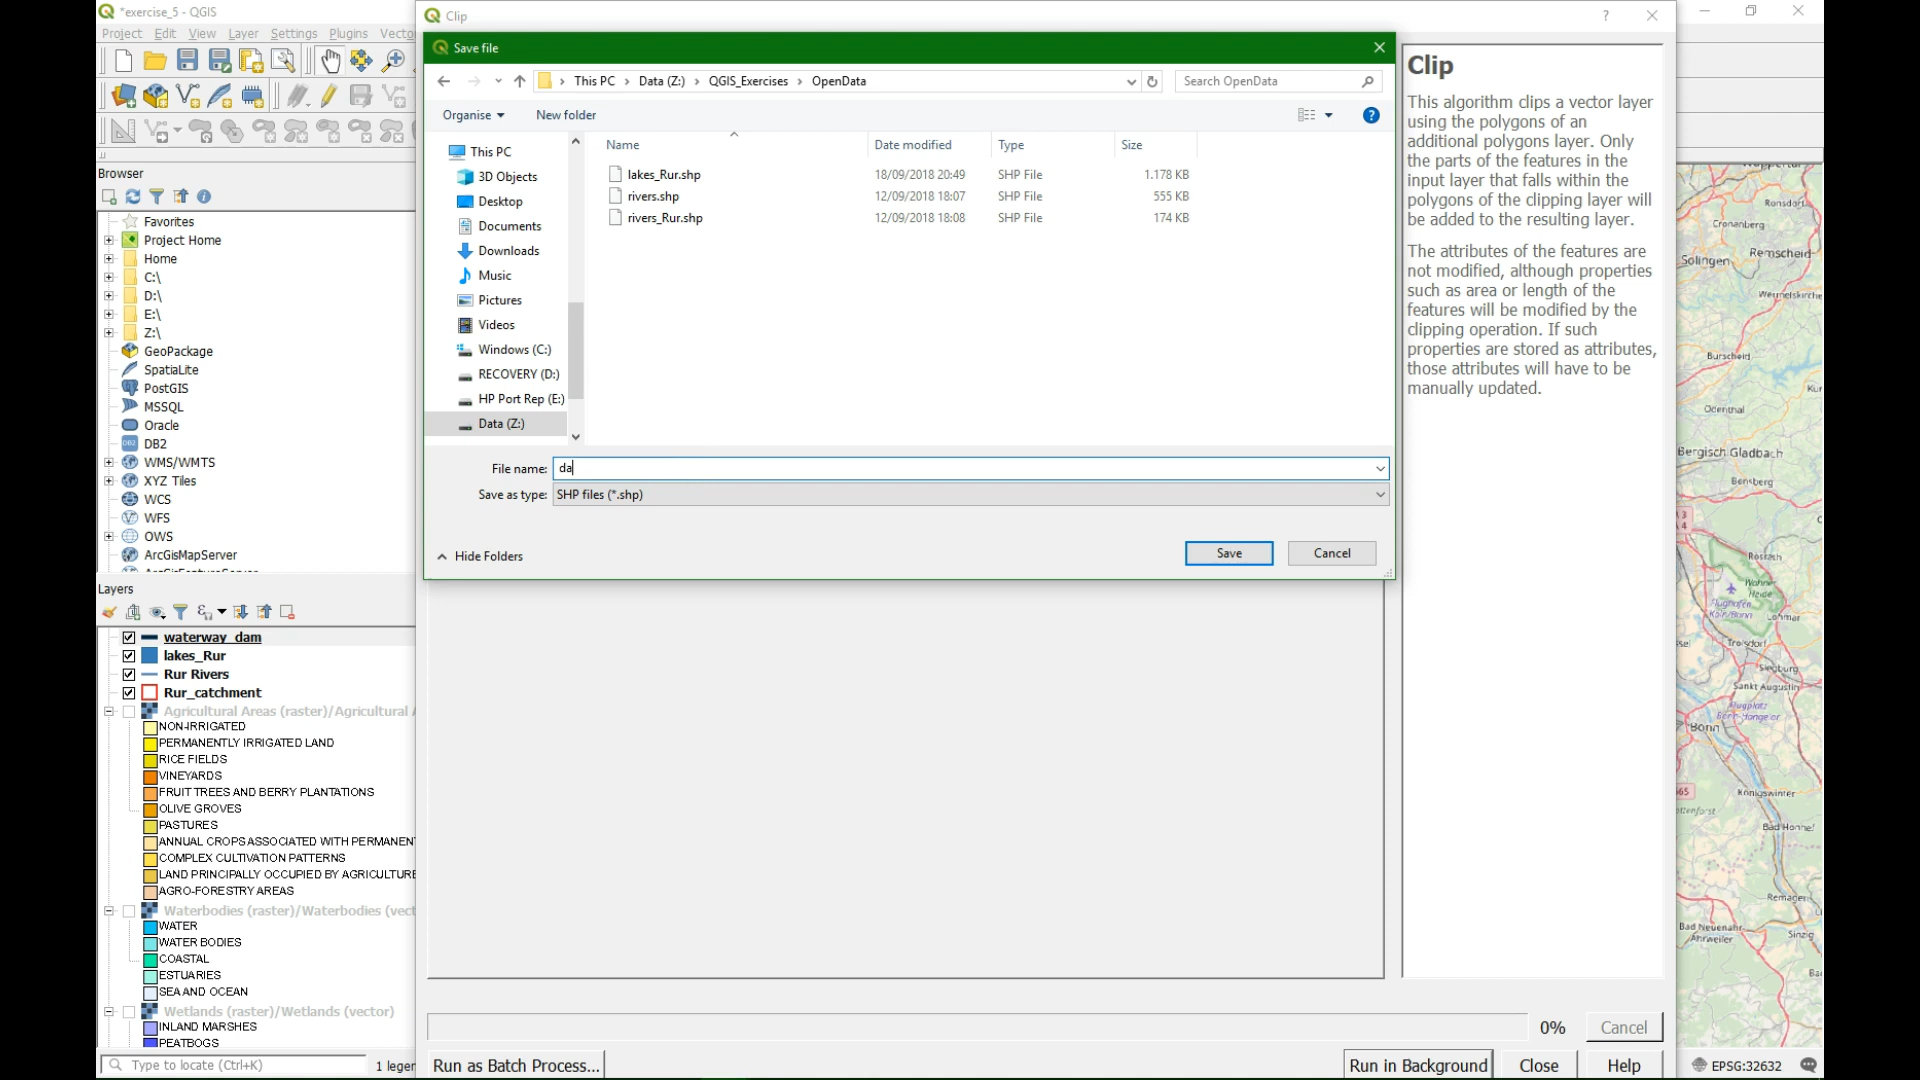 *exercise_5 - QGIS
Project Edit View Layer Settings Plugins Vecto
Browser
Favorites
Project Home
Home
C:\
D:\
E:\
Z:\
GeoPackage
SpatiaLite
PostGIS
MSSQL
Oracle
DB2
WMS/WMTS
XYZ Tiles
WCS
WFS
OWS
ArcGisMapServer
Layers
waterway_dam
lakes_Rur
Rur Rivers
Rur_catchment
Agricultural Areas (raster)/Agricultural A
NON-IRRIGATED
PERMANENTLY IRRIGATED LAND
RICE FIELDS
VINEYARDS
FRUIT TREES AND BERRY PLANTATIONS
OLIVE GROVES
PASTURES
ANNUAL CROPS ASSOCIATED WITH PERMANEN
COMPLEX CULTIVATION PATTERNS
LAND PRINCIPALLY OCCUPIED BY AGRICULTURE
AGRO-FORESTRY AREAS
Waterbodies (raster)/Waterbodies (vect
WATER
WATER BODIES
COASTAL
ESTUARIES
SEA AND OCEAN
Wetlands (raster)/Wetlands (vector)
INLAND MARSHES
PEATBOGS
Type to locate (Ctrl+K)
1 leger
Clip
Save file
This PC > Data (Z:) > QGIS_Exercises > OpenData
Search OpenData
Organise
New folder
This PC
3D Objects
Desktop
Documents
Downloads
Music
Pictures
Videos
Windows (C:)
RECOVERY (D:)
HP Port Rep (E:)
Data (Z:)
Name Date modified Type Size
lakes_Rur.shp 18/09/2018 20:49 SHP File 1.178 KB
rivers.shp 12/09/2018 18:07 SHP File 555 KB
rivers_Rur.shp 12/09/2018 18:08 SHP File 174 KB
File name: da
Save as type: SHP files (*.shp)
Hide Folders
Save
Cancel
Clip
This algorithm clips a vector layer
using the polygons of an
additional polygons layer. Only
the parts of the features in the
input layer that falls within the
polygons of the clipping layer will
be added to the resulting layer.
The attributes of the features are
not modified, although properties
such as area or length of the
features will be modified by the
clipping operation. If such
properties are stored as attributes,
those attributes will have to be
manually updated.
0%
Cancel
Run as Batch Process...
Run in Background
Close
Help
Ronsdorf
Cronenberg
Solingen
Remscheid
Wermelskirche
Burscheid
Odenthal
Bergisch Gladbach
Bensberg
Rösrath
Wahner
Heide
Flughafen
Köln/Bonn
Lohmar
Troisdorf
Siegburg
Sankt Augustin
Bonn
Königswinter
Bad Honnef
Remagen
Bad Neuenahr-
Ahrweiler
Sinzig
EPSG:32632